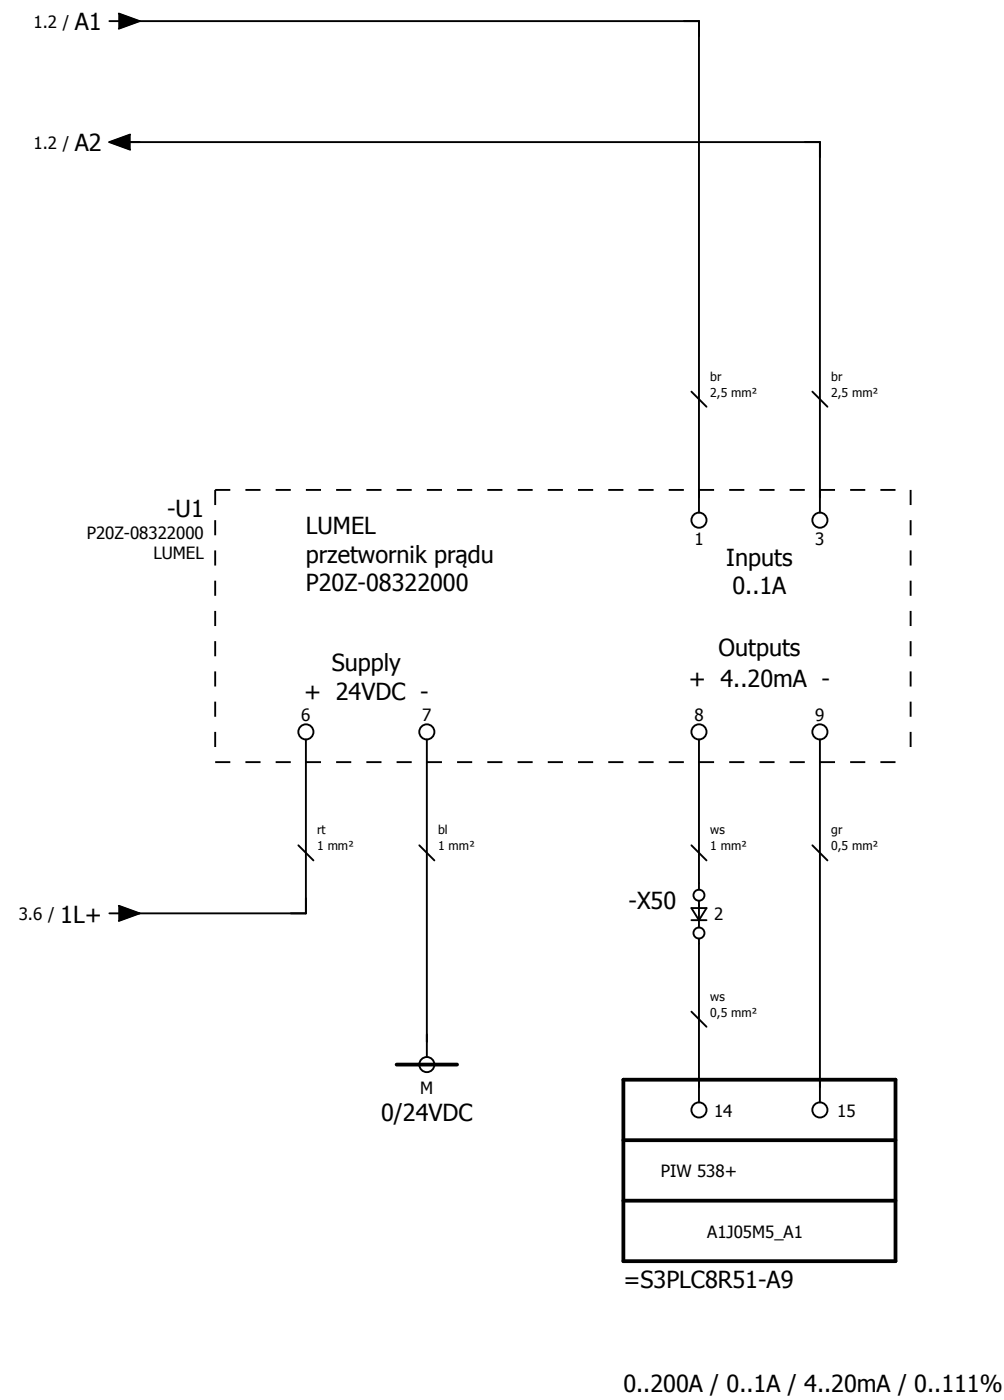 1.2 / A1
1.2 / A2
br
2,5 mm²
br
2,5 mm²
-U1
P20Z-08322000
LUMEL
LUMEL
przetwornik prądu
P20Z-08322000
1
3
Inputs
0..1A
Supply
+ 24VDC -
6
7
Outputs
+ 4..20mA -
8
9
rt
1 mm²
bl
1 mm²
ws
1 mm²
gr
0,5 mm²
3.6 / 1L+
-X50
2
ws
0,5 mm²
M
0/24VDC
14
15
PIW 538+
A1J05M5_A1
=S3PLC8R51-A9
0..200A / 0..1A / 4..20mA / 0..111%